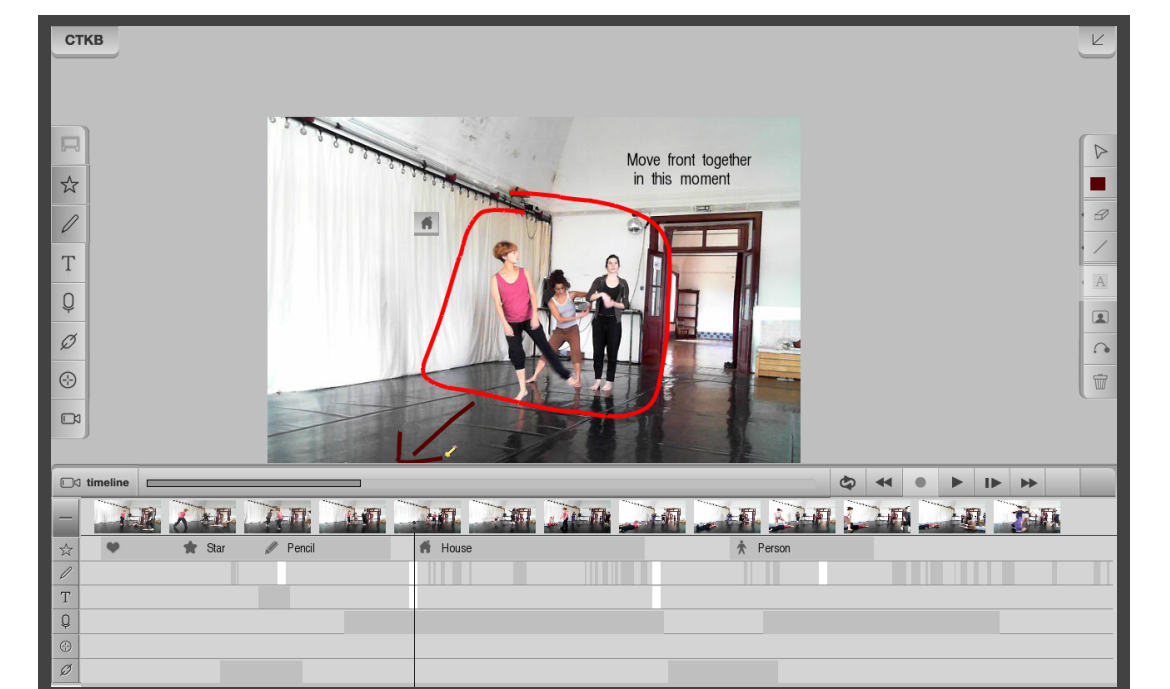 CTKB
Move front together
in this moment
T
A
timeline
Star
Pencil
House
Person
T